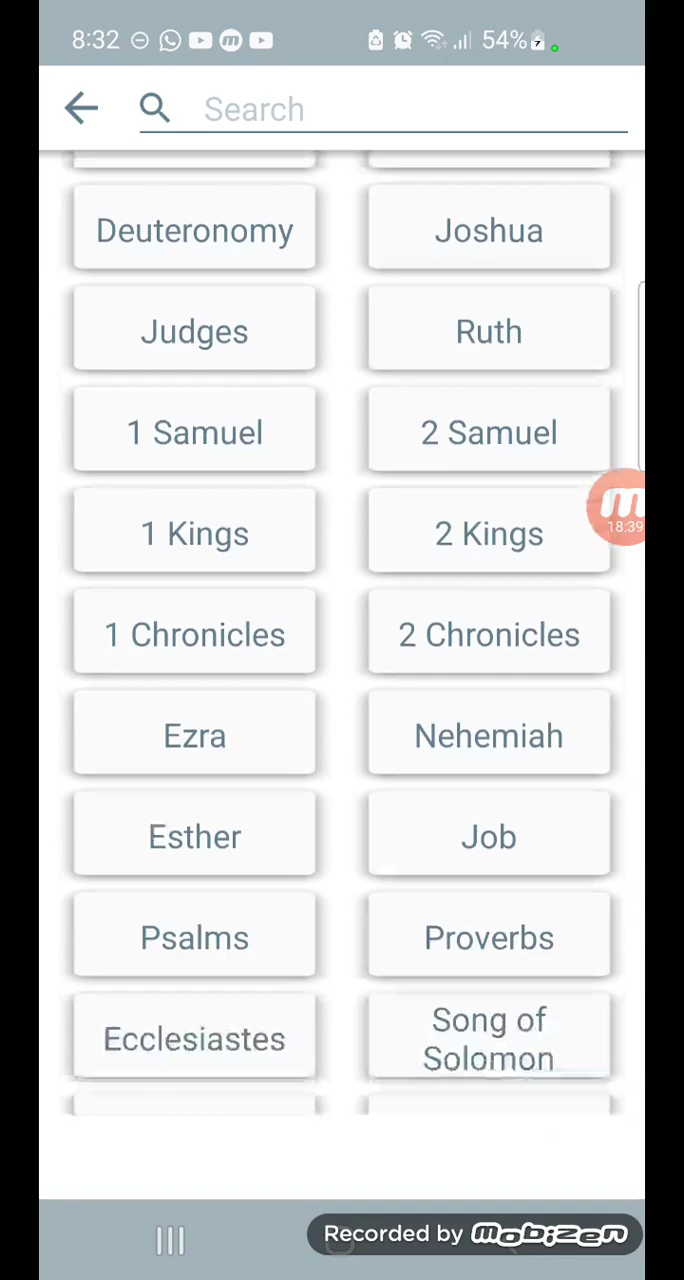 8:32 54%
Search
Deuteronomy Joshua
Judges Ruth
1 Samuel 2 Samuel
1 Kings 2 Kings
18:39
1 Chronicles 2 Chronicles
Ezra Nehemiah
Esther Job
Psalms Proverbs
Ecclesiastes Song of
Solomon
Recorded by mobizen